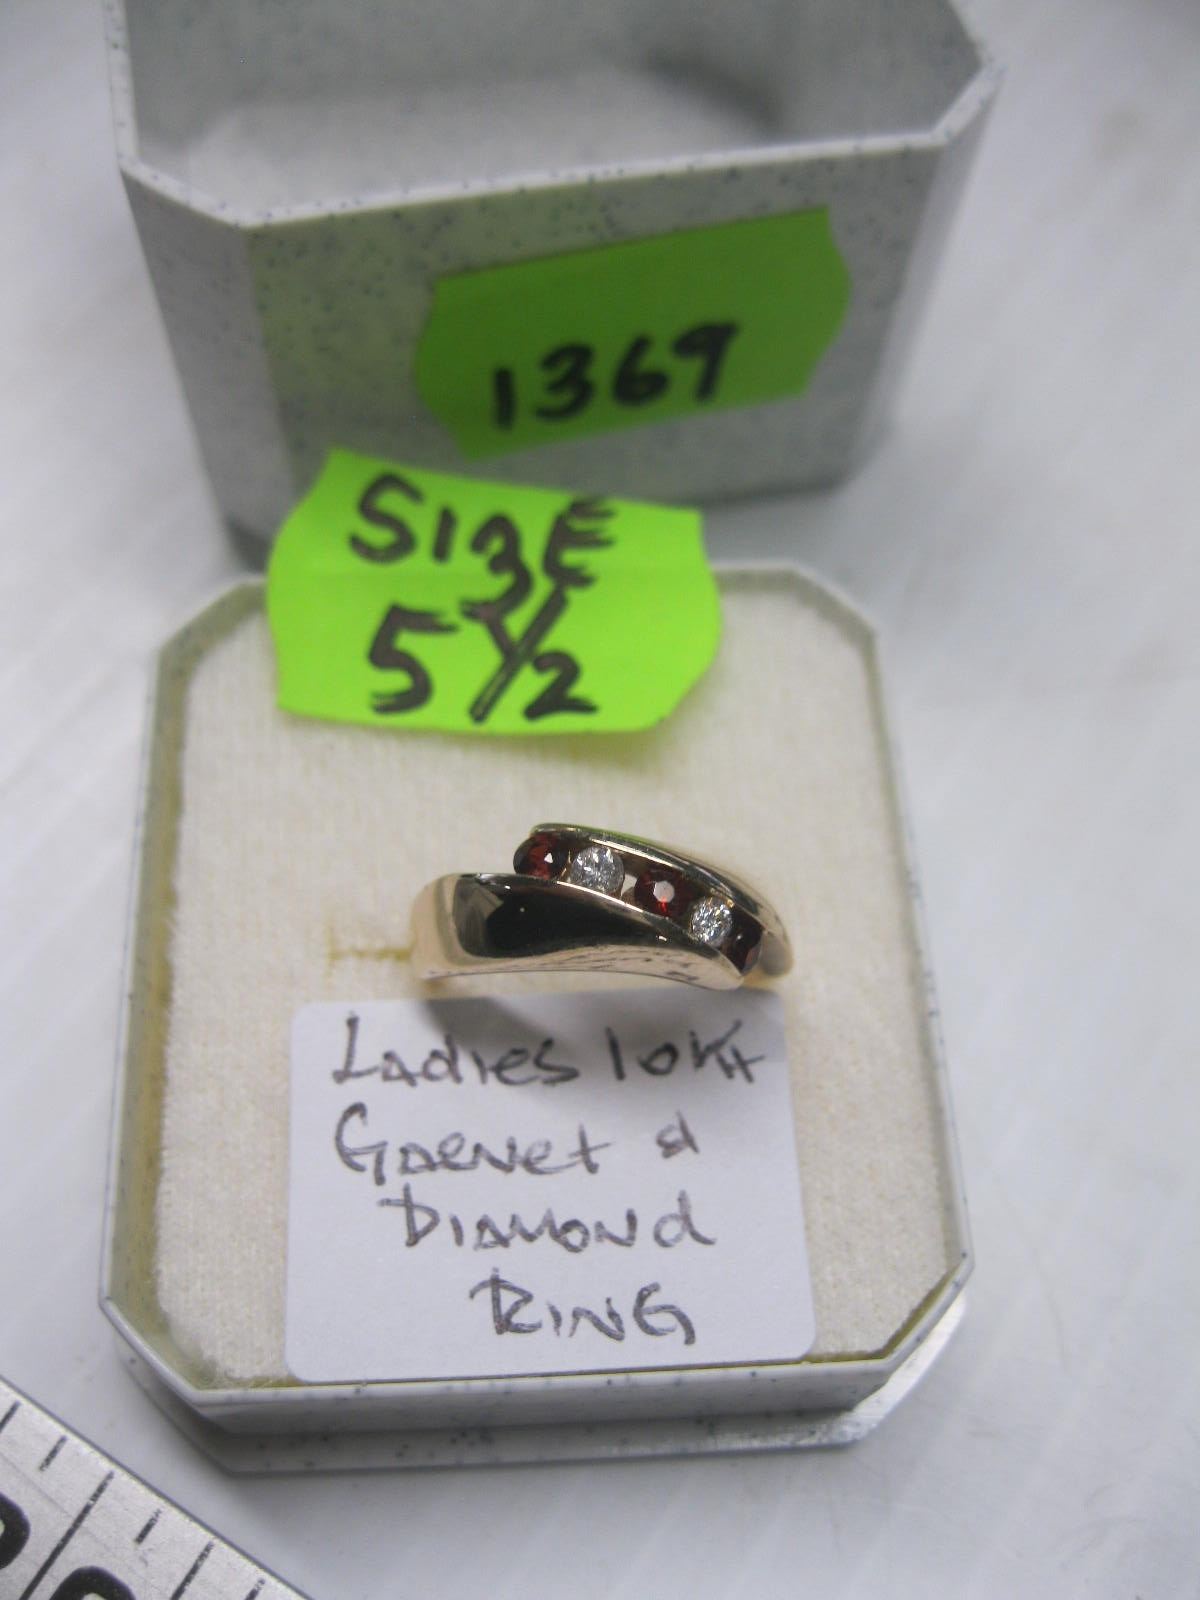 1369
SIzE
5 1/2
LAdies 10Kt
GARNet &
DIAMONd
RING